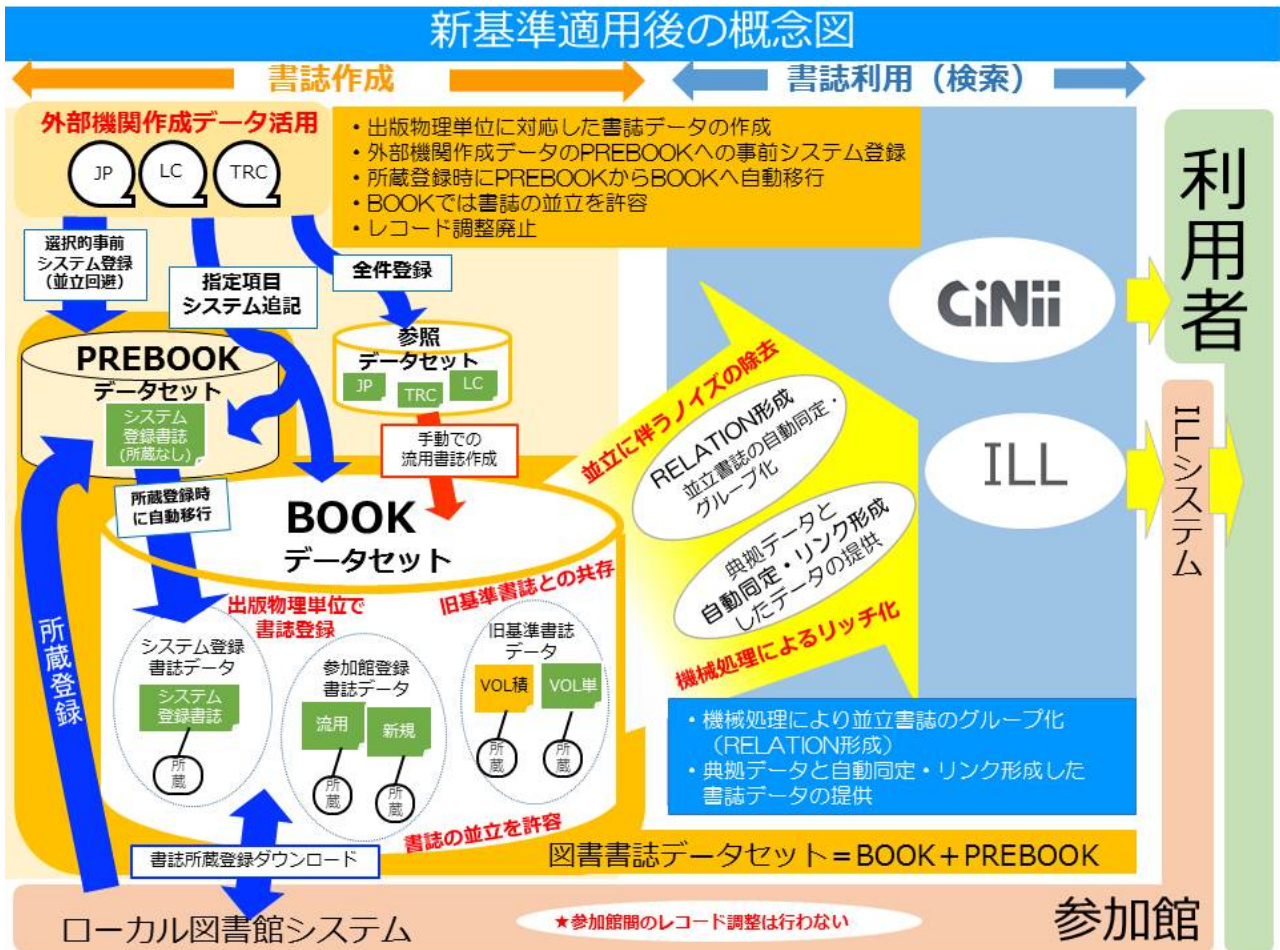 新基準適用後の概念図
書誌作成
書誌利用（検索）
外部機関作成データ活用
JP
LC
TRC
・出版物理単位に対応した書誌データの作成
・外部機関作成データのPREBOOKへの事前システム登録
・所蔵登録時にPREBOOKからBOOKへ自動移行
・BOOKでは書誌の並立を許容
・レコード調整廃止
選択的事前
システム登録
(並立回避)
指定項目
システム追記
全件登録
PREBOOK
データセット
システム
登録書誌
(所蔵なし)
参照
データセット
JP
TRC
LC
手動での
流用書誌作成
所蔵登録時
に自動移行
BOOK
データセット
出版物理単位で
書誌登録
旧基準書誌との共存
システム登録
書誌データ
システム
登録書誌
所
蔵
参加館登録
書誌データ
流用
新規
所
蔵
所
蔵
旧基準書誌
データ
VOL積
VOL単
所
蔵
所
蔵
書誌の並立を許容
所蔵登録
書誌所蔵登録ダウンロード
並立に伴うノイズの除去
RELATION形成
並立書誌の自動同定・
グループ化
典拠データと
自動同定・リンク形成
したデータの提供
機械処理によるリッチ化
CiNii
ILL
利用者
ILLシステム
・機械処理により並立書誌のグループ化
（RELATION形成）
・典拠データと自動同定・リンク形成した
書誌データの提供
図書書誌データセット＝BOOK＋PREBOOK
ローカル図書館システム
★参加館間のレコード調整は行わない
参加館